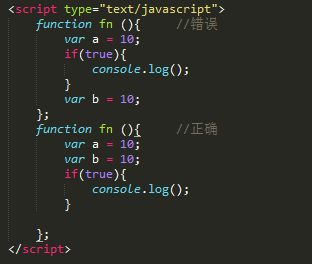 <script type="text/javascript">
    function fn (){     //错误
        var a = 10;
        if(true){
            console.log();
        }
        var b = 10;
    };
    function fn (){     //正确
        var a = 10;
        var b = 10;
        if(true){
            console.log();
        }
    };
</script>